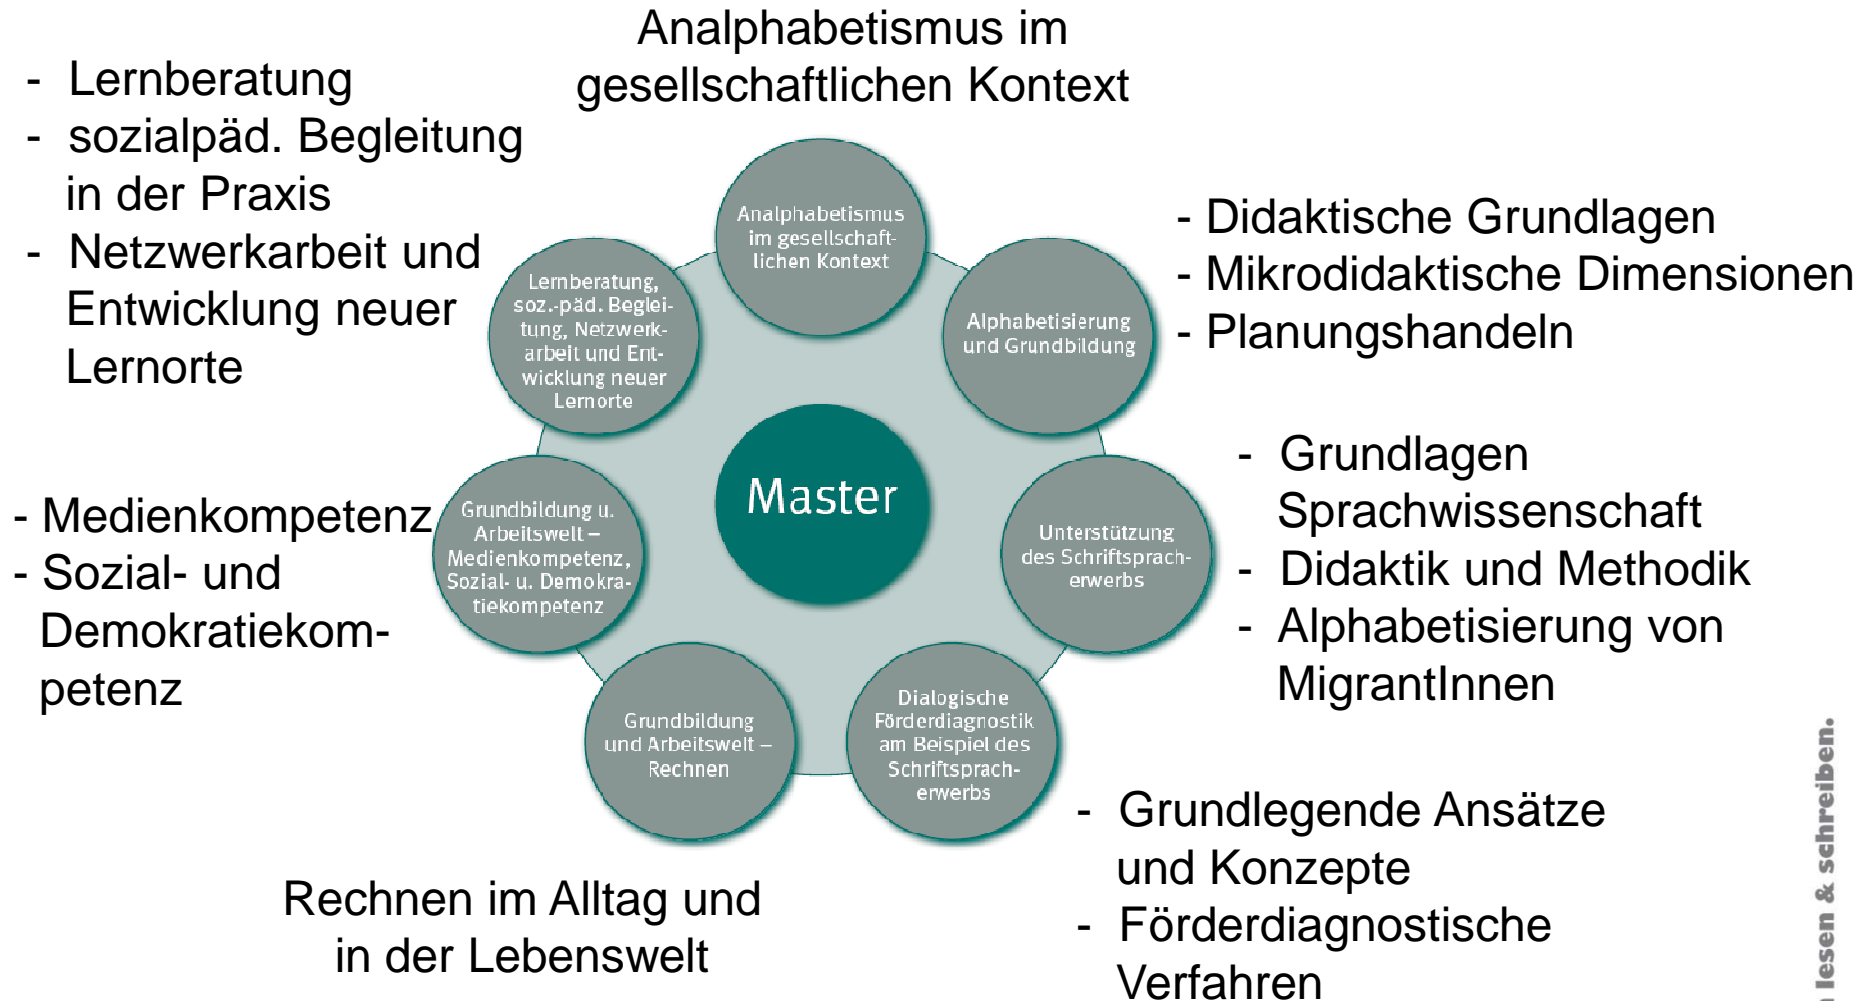 Analphabetismus im
gesellschaftlichen Kontext
- Lernberatung
- sozialpäd. Begleitung
in der Praxis
- Netzwerkarbeit und
Entwicklung neuer
Lernorte
- Medienkompetenz
- Sozial- und
Demokratiekom-
petenz
Analphabetismus
im gesellschaft-
lichen Kontext
Lernberatung,
soz.-päd. Beglei-
tung, Netzwerk-
arbeit und Ent-
wicklung neuer
Lernorte
Alphabetisierung
und Grundbildung
Master
Grundbildung u.
Arbeitswelt –
Medienkompetenz,
Sozial- u. Demokra-
tiekompetenz
Unterstützung
des Schriftsprach-
erwerbs
Grundbildung
und Arbeitswelt –
Rechnen
Dialogische
Förderdiagnostik
am Beispiel des
Schriftsprach-
erwerbs
- Didaktische Grundlagen
- Mikrodidaktische Dimensionen
- Planungshandeln
- Grundlagen
Sprachwissenschaft
- Didaktik und Methodik
- Alphabetisierung von
MigrantInnen
- Grundlegende Ansätze
und Konzepte
- Förderdiagnostische
Verfahren
Rechnen im Alltag und
in der Lebenswelt
lesen & schreiben.